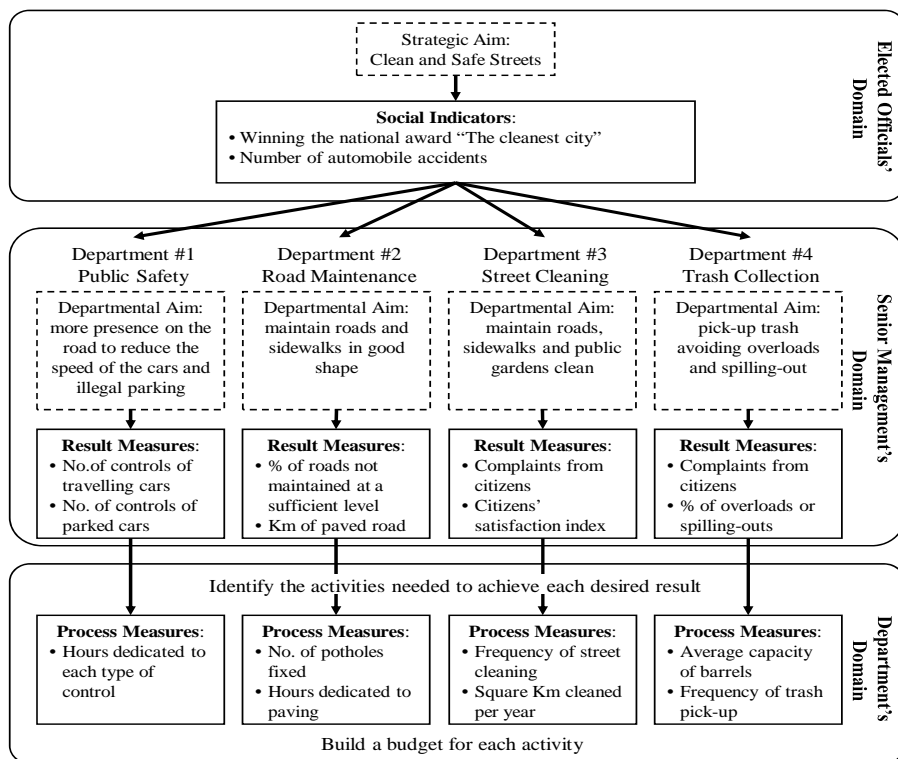 Strategic Aim:
Clean and Safe Streets
Social Indicators:
• Winning the national award “The cleanest city”
• Number of automobile accidents
Elected Officials’
Domain
Department #1
Public Safety
Department #2
Road Maintenance
Department #3
Street Cleaning
Department #4
Trash Collection
Departmental Aim:
more presence on the
road to reduce the
speed of the cars and
illegal parking
Departmental Aim:
maintain roads and
sidewalks in good
shape
Departmental Aim:
maintain roads,
sidewalks and public
gardens clean
Departmental Aim:
pick-up trash
avoiding overloads
and spilling-out
Result Measures:
• No.of controls of
travelling cars
• No. of controls of
parked cars
Result Measures:
• % of roads not
maintained at a
sufficient level
• Km of paved road
Result Measures:
• Complaints from
citizens
• Citizens’
satisfaction index
Result Measures:
• Complaints from
citizens
• % of overloads or
spilling-outs
Senior Management’s
Domain
Identify the activities needed to achieve each desired result
Process Measures:
• Hours dedicated to
each type of
control
Process Measures:
• No. of potholes
fixed
• Hours dedicated to
paving
Process Measures:
• Frequency of street
cleaning
• Square Km cleaned
per year
Process Measures:
• Average capacity
of barrels
• Frequency of trash
pick-up
Build a budget for each activity
Department’s
Domain